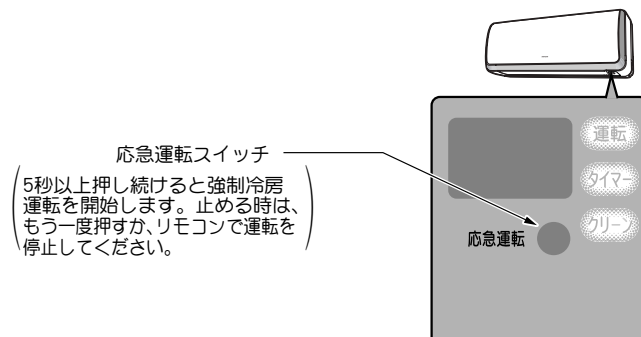 応急運転スイッチ
5秒以上押し続けると強制冷房
運転を開始します。止める時は、
もう一度押すか、リモコンで運転を
停止してください。
運転
タイマー
クリーン
応急運転